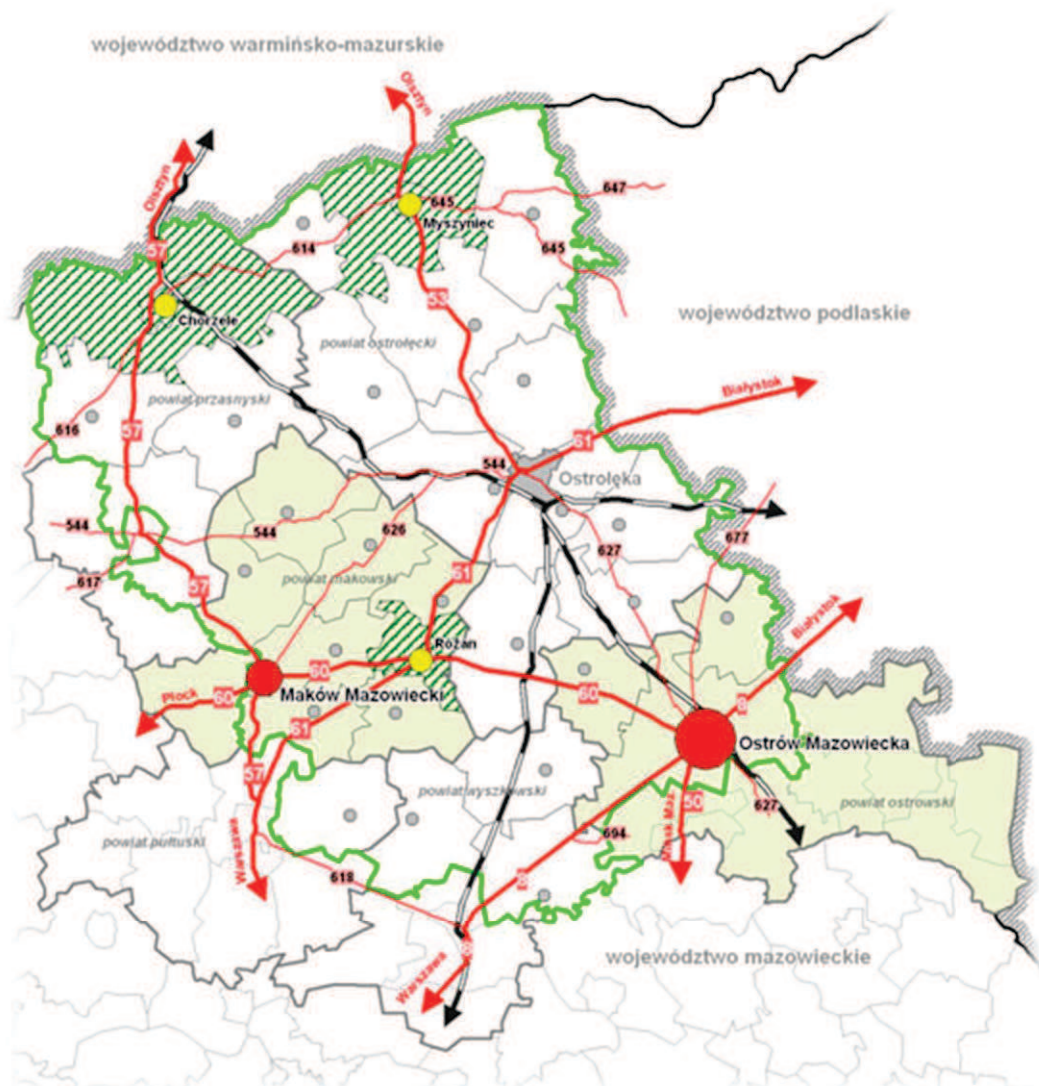 województwo warmińsko-mazurskie
Olsztyn
Olsztyn
647
645
Myszyniec
57
614
645
53
Chorzele
województwo podlaskie
powiat ostrołęcki
Białystok
powiat przasnyski
57
616
61
544
Ostrołęka
544
544
626
627
677
617
57
powiat makowski
61
Białystok
Różan
60
60
Płock
60
Maków Mazowiecki
8
61
Ostrów Mazowiecka
57
powiat wyszkowski
50
627
powiat ostrowski
Mińsk Maz.
694
powiat pułtuski
Warszawa
618
8
8
województwo mazowieckie
Warszawa